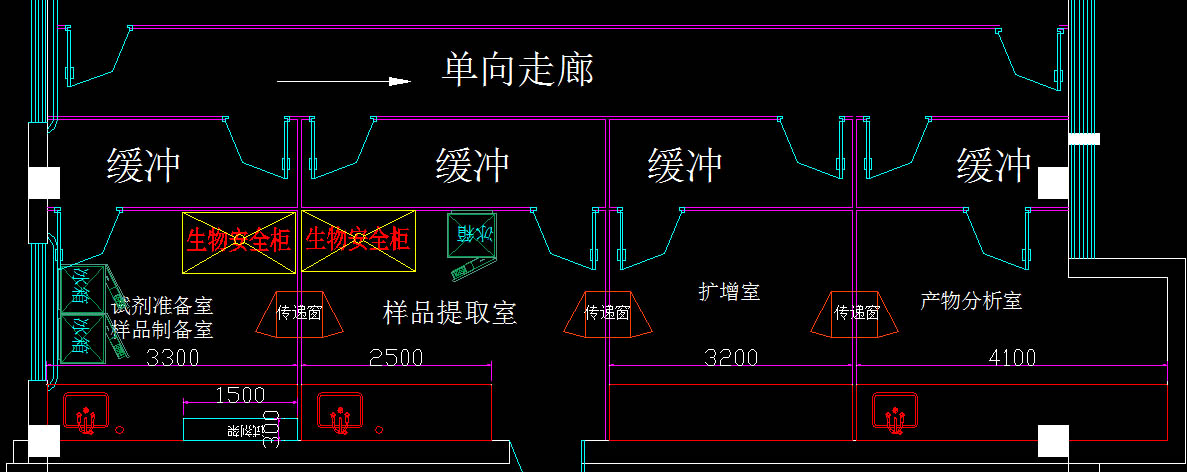 单向走廊
缓冲
缓冲
缓冲
缓冲
生物安全柜
生物安全柜
冰箱
冰箱
冰箱
试剂准备室
样品制备室
传递窗
样品提取室
传递窗
扩增室
传递窗
产物分析室
3300
2500
3200
4100
1500
300
试剂架